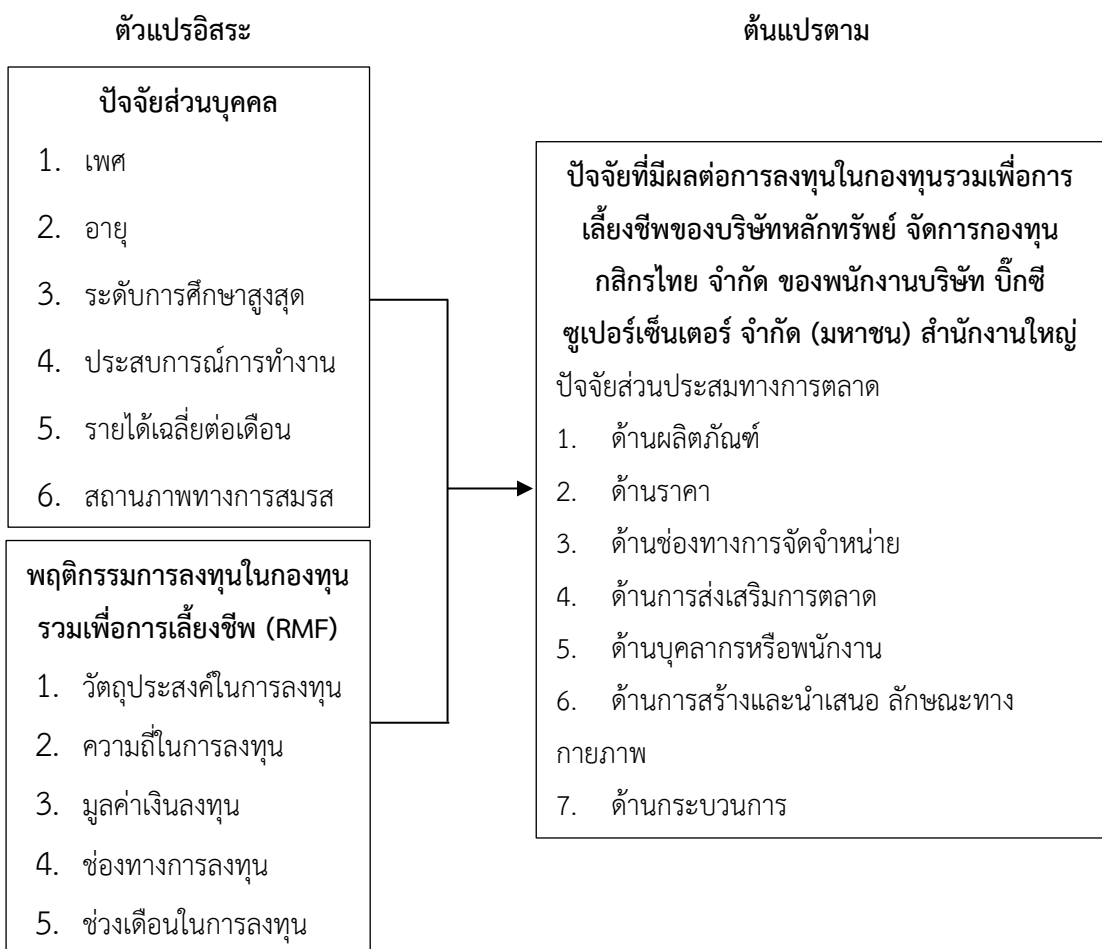 ตัวแปรอิสระ
ต้นแปรตาม
ปัจจัยส่วนบุคคล
1. เพศ
2. อายุ
3. ระดับการศึกษาสูงสุด
4. ประสบการณ์การทำงาน
5. รายได้เฉลี่ยต่อเดือน
6. สถานภาพทางการสมรส
พฤติกรรมการลงทุนในกองทุน
รวมเพื่อการเลี้ยงชีพ (RMF)
1. วัตถุประสงค์ในการลงทุน
2. ความถี่ในการลงทุน
3. มูลค่าเงินลงทุน
4. ช่องทางการลงทุน
5. ช่วงเดือนในการลงทุน
ปัจจัยที่มีผลต่อการลงทุนในกองทุนรวมเพื่อการ
เลี้ยงชีพของบริษัทหลักทรัพย์ จัดการกองทุน
กสิกรไทย จำกัด ของพนักงานบริษัท บิ๊กซี
ซูเปอร์เซ็นเตอร์ จำกัด (มหาชน) สำนักงานใหญ่
ปัจจัยส่วนประสมทางการตลาด
1. ด้านผลิตภัณฑ์
2. ด้านราคา
3. ด้านช่องทางการจัดจำหน่าย
4. ด้านการส่งเสริมการตลาด
5. ด้านบุคลากรหรือพนักงาน
6. ด้านการสร้างและนำเสนอ ลักษณะทาง
กายภาพ
7. ด้านกระบวนการ